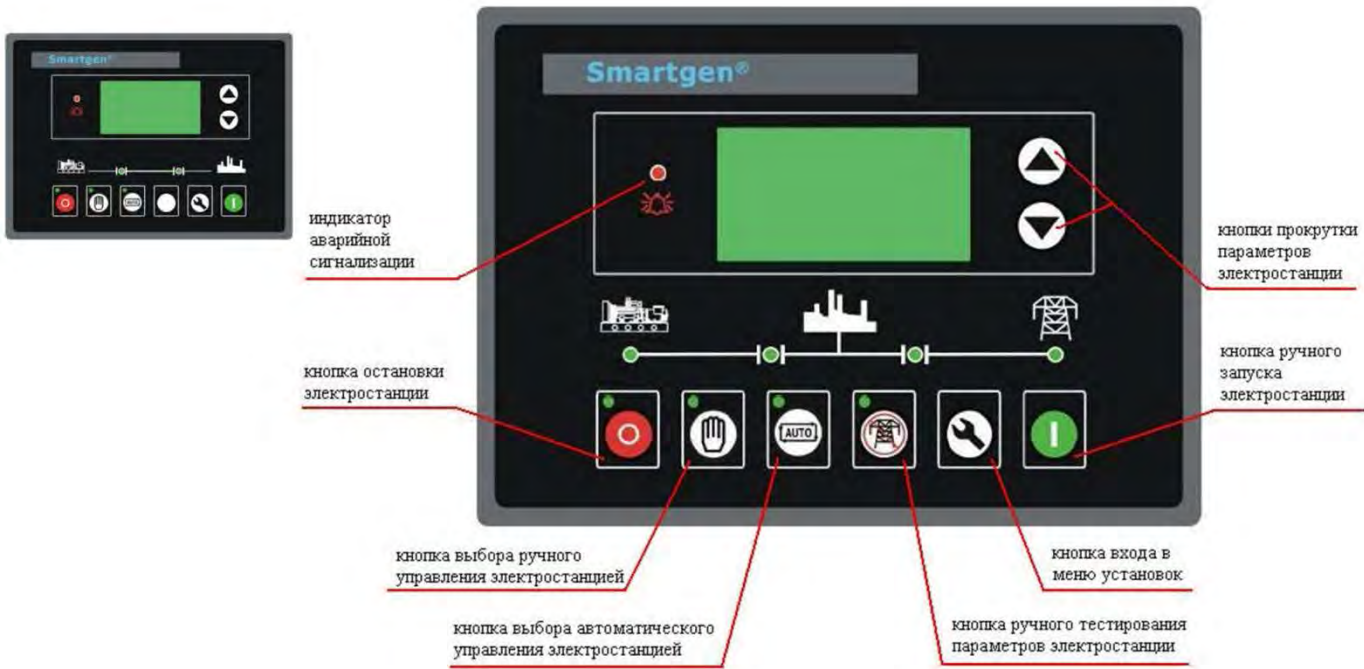 Smartgen®
Smartgen®
индикатор
аварийной
сигнализации
кнопки прокрутки
параметров
электростанции
кнопка остановки
электростанции
кнопка ручного
запуска
электростанции
AUTO
кнопка выбора ручного
управления электростанцией
кнопка входа в
меню установок
кнопка выбора автоматического
управления электростанцией
кнопка ручного тестирования
параметров электростанции